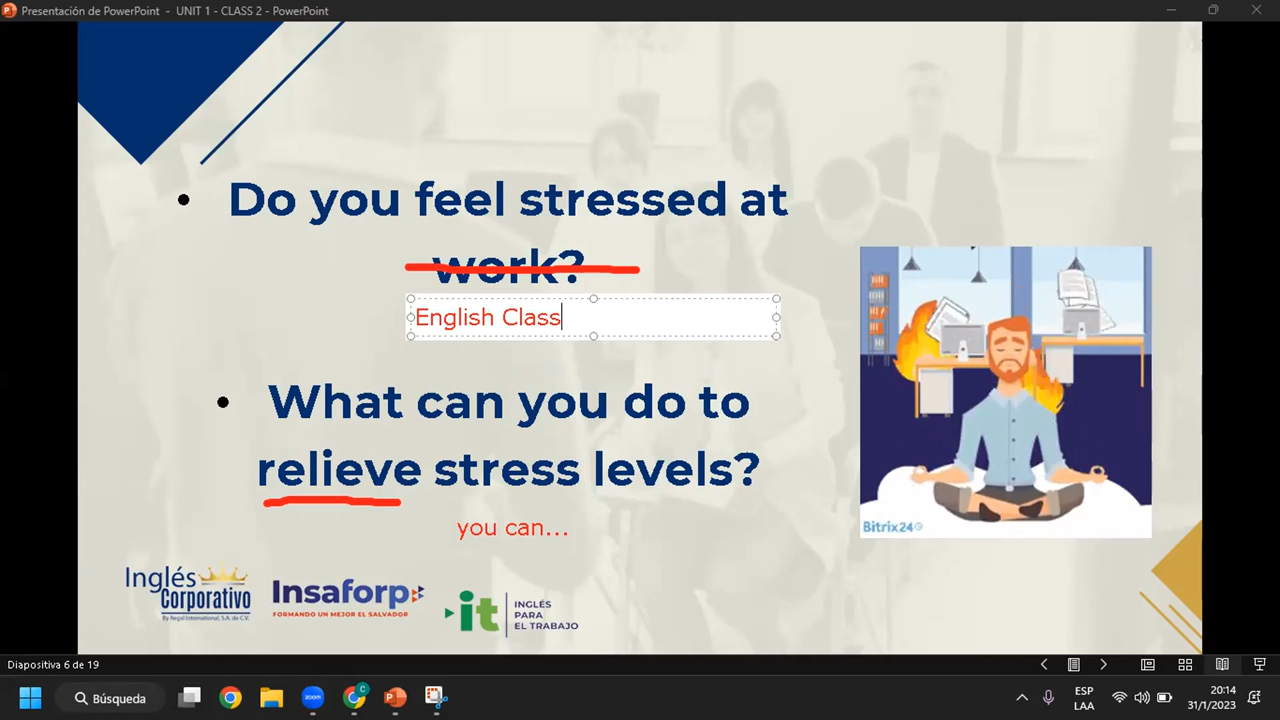 Presentación de PowerPoint - UNIT 1 - CLASS 2 - PowerPoint
• Do you feel stressed at
work?
English Class
• What can you do to
relieve stress levels?
you can...
Bitrix24
Inglés
Corporativo
By Regal International, S.A. de C.V.
Insaforp
FORMANDO UN MEJOR EL SALVADOR
it
INGLÉS
PARA
EL TRABAJO
Diapositiva 6 de 19
Búsqueda
zoom
C
ESP
LAA
20:14
31/1/2023